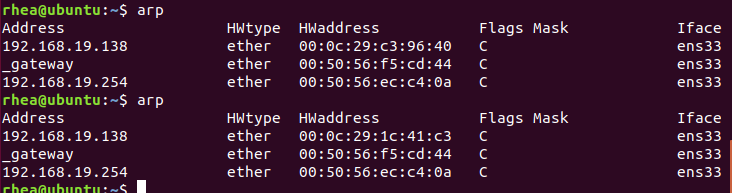 rhea@ubuntu:~$ arp
Address HWtype HWaddress Flags Mask Iface
192.168.19.138 ether 00:0c:29:c3:96:40 C ens33
_gateway ether 00:50:56:f5:cd:44 C ens33
192.168.19.254 ether 00:50:56:ec:c4:0a C ens33
rhea@ubuntu:~$ arp
Address HWtype HWaddress Flags Mask Iface
192.168.19.138 ether 00:0c:29:1c:41:c3 C ens33
_gateway ether 00:50:56:f5:cd:44 C ens33
192.168.19.254 ether 00:50:56:ec:c4:0a C ens33
rhea@ubuntu:~$